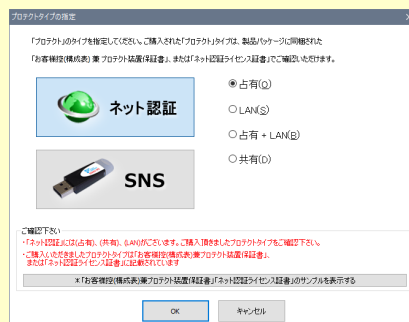 プロテクトタイプの指定
「プロテクト」のタイプを指定してください。ご購入された「プロテクト」タイプは、製品パッケージに同梱された
「お客様控(構成表) 兼 プロテクト装置保証書」、または「ネット認証ライセンス証書」でご確認いただけます。
ネット認証
SNS
占有(O)
LAN(S)
占有 + LAN(B)
共有(D)
ご確認下さい
・「ネット認証」には(占有)、(共有)、(LAN)がございます。ご購入頂きましたプロテクトタイプをご確認下さい。
・ご購入いただきましたプロテクトタイプは「お客様控(構成表)兼プロテクト装置保証書」、
または「ネット認証ライセンス証書」に記載されています
＊「お客様控(構成表)兼プロテクト装置保証書」「ネット認証ライセンス証書」のサンプルを表示する
OK
キャンセル